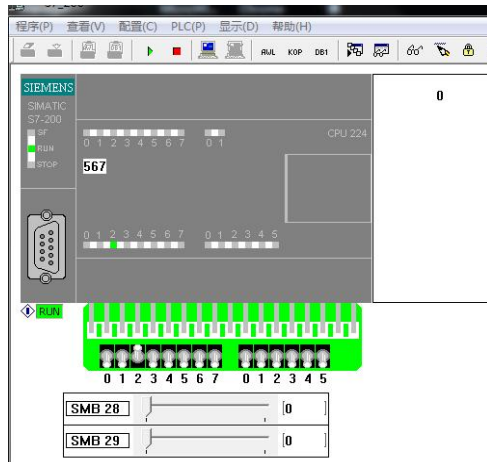 程序(P) 查看(V) 配置(C) PLC(P) 显示(D) 帮助(H)
AWL KOP DB1
SIEMENS
SIMATIC
S7-200
SF
RUN
STOP
0 1 2 3 4 5 6 7 0 1
CPU 224
567
0
0 1 2 3 4 5 6 7 0 1 2 3 4 5
RUN
0 1 2 3 4 5 6 7 0 1 2 3 4 5
SMB 28 [0 ]
SMB 29 [0 ]